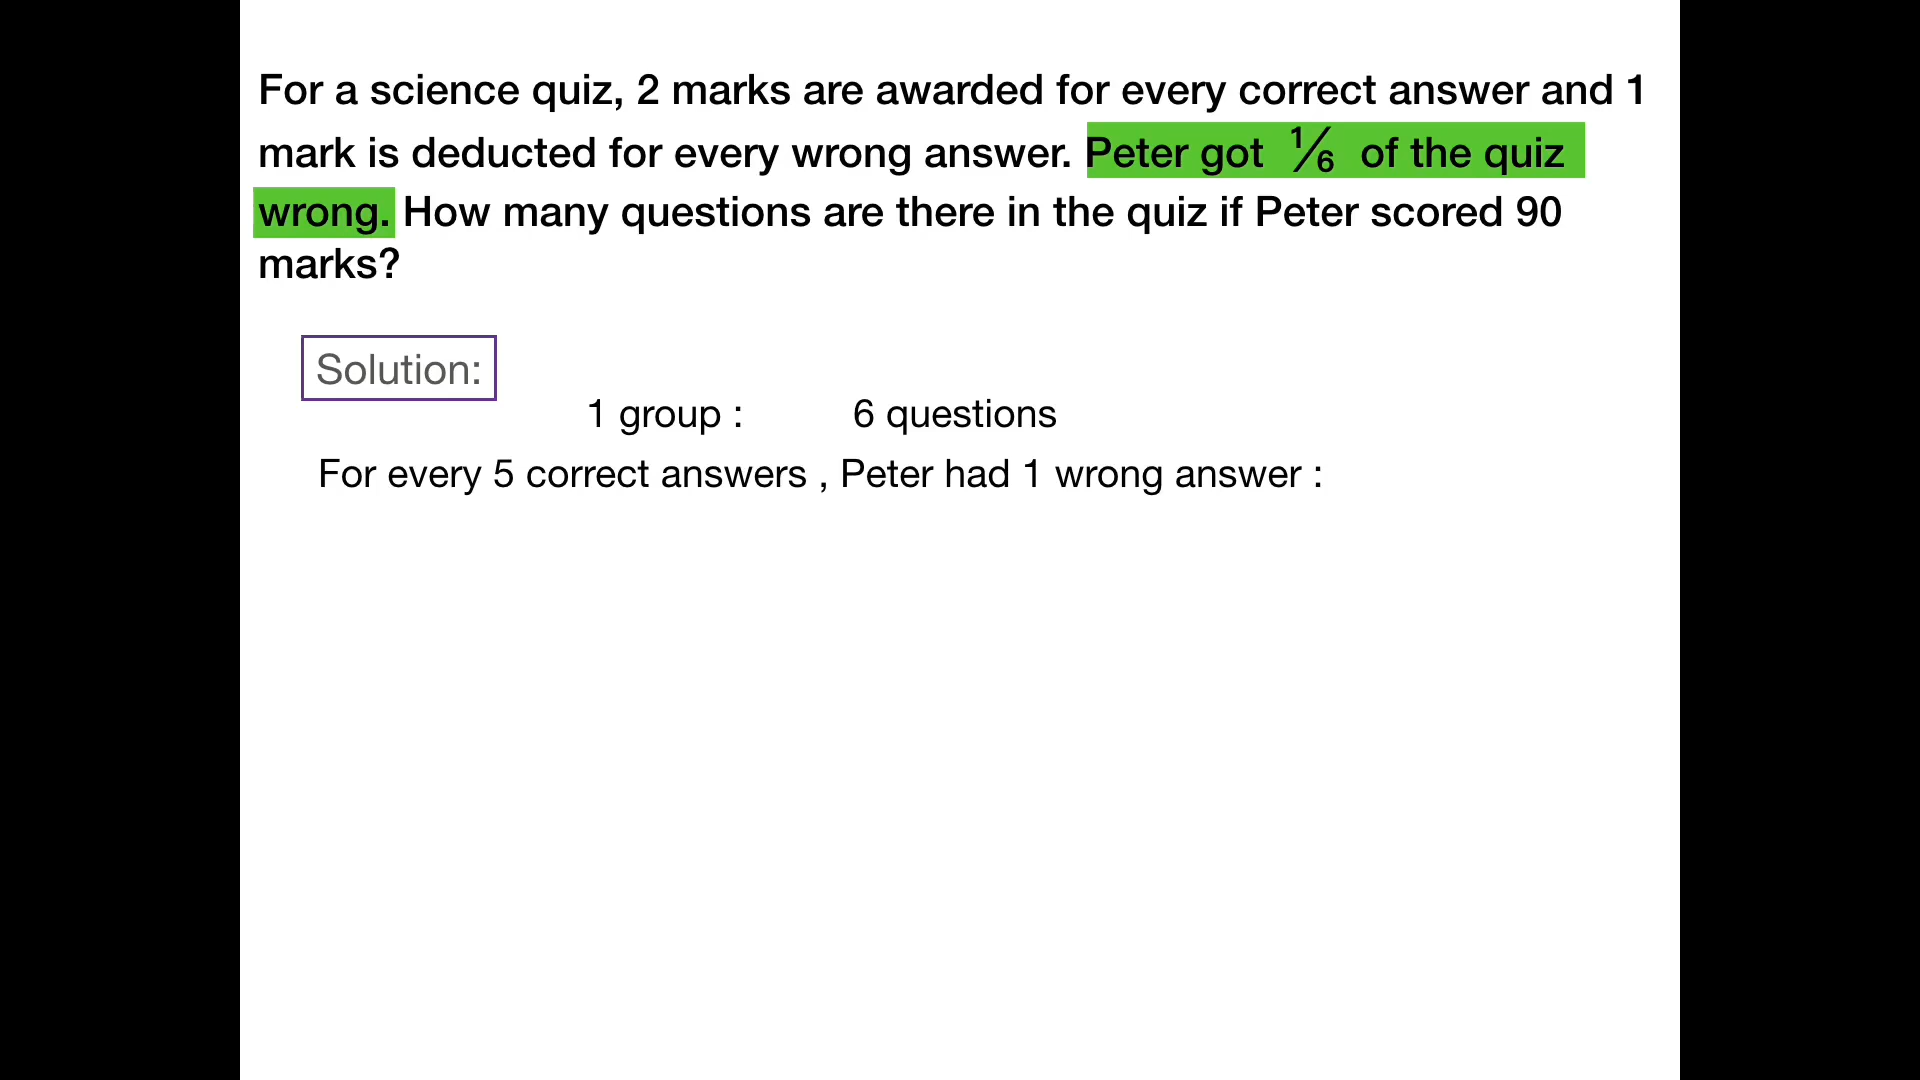 For a science quiz, 2 marks are awarded for every correct answer and 1
mark is deducted for every wrong answer. Peter got ⅙ of the quiz
wrong. How many questions are there in the quiz if Peter scored 90
marks?
Solution:
1 group : 6 questions
For every 5 correct answers , Peter had 1 wrong answer :